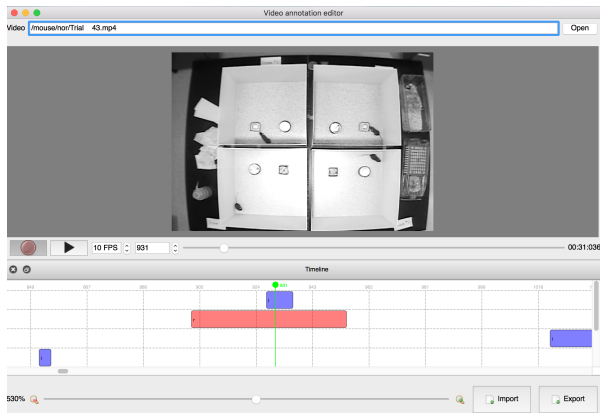 Video annotation editor
Video /mouse/nor/Trial 43.mp4 Open
10 FPS 931 00:31:036
Timeline
931
530% Import Export